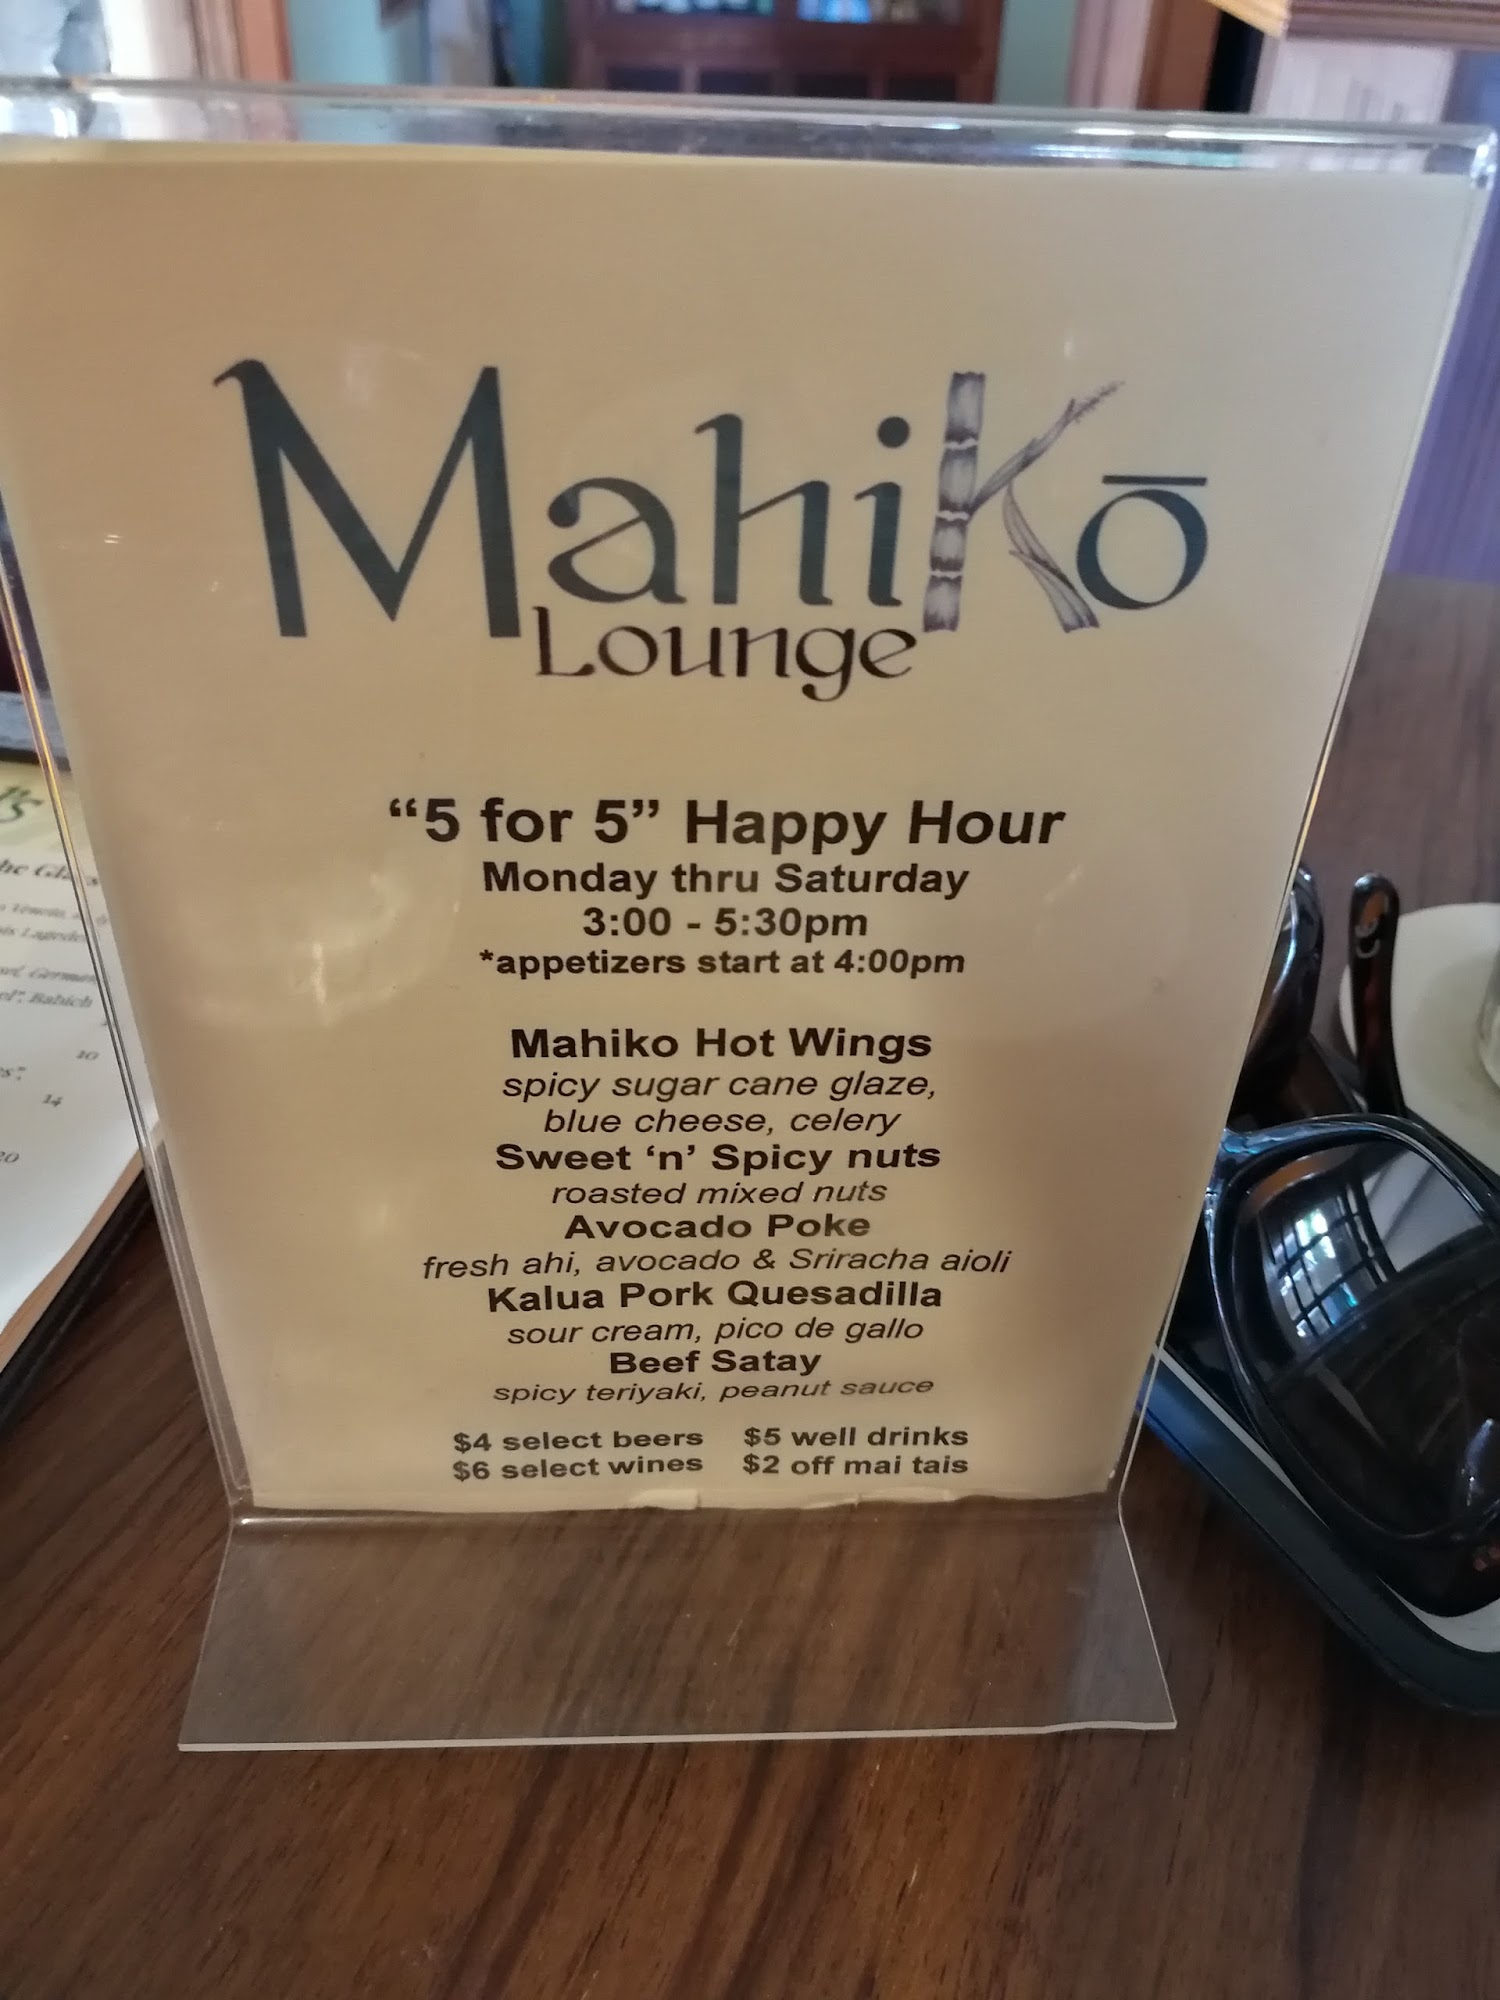 Mahikō
Lounge
“5 for 5” Happy Hour
Monday thru Saturday
3:00 - 5:30pm
*appetizers start at 4:00pm
Mahiko Hot Wings
spicy sugar cane glaze,
blue cheese, celery
Sweet ‘n’ Spicy nuts
roasted mixed nuts
Avocado Poke
fresh ahi, avocado & Sriracha aioli
Kalua Pork Quesadilla
sour cream, pico de gallo
Beef Satay
spicy teriyaki, peanut sauce
$4 select beers $5 well drinks
$6 select wines $2 off mai tais
10
14
20